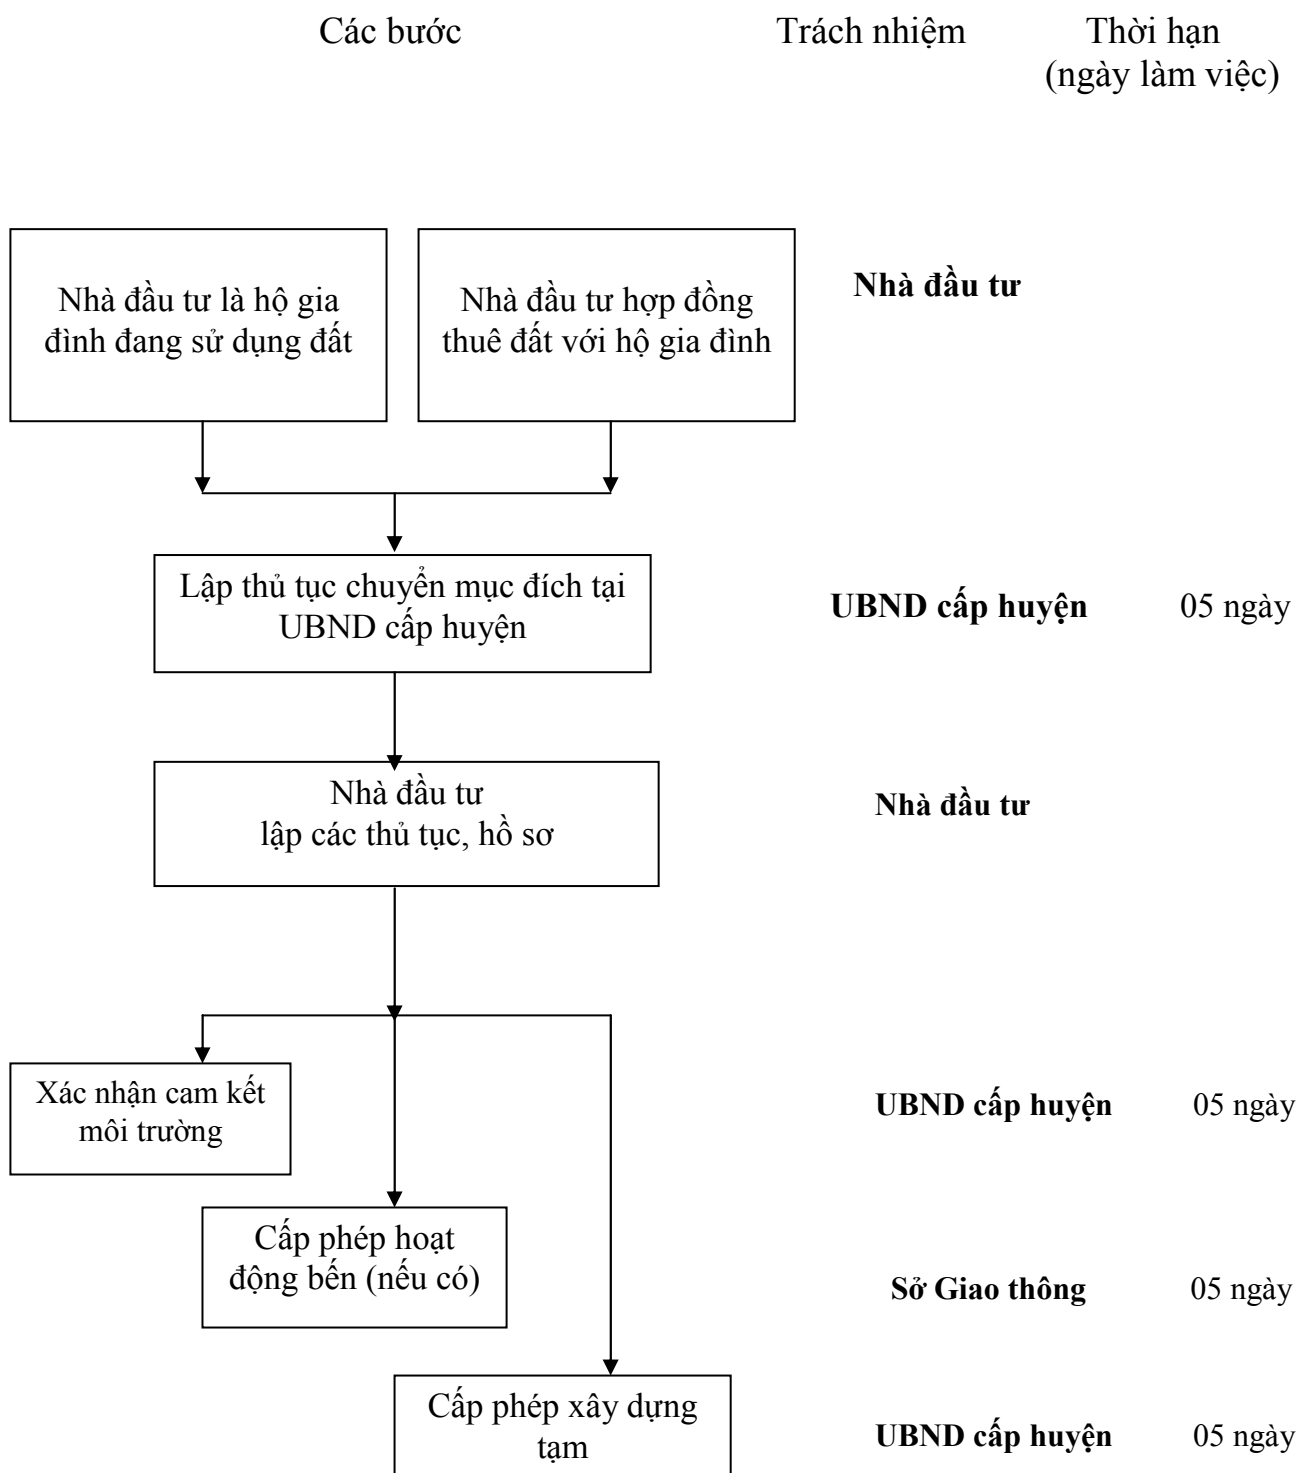 Các bước
Trách nhiệm
Thời hạn
(ngày làm việc)
Nhà đầu tư là hộ gia
đình đang sử dụng đất
Nhà đầu tư hợp đồng
thuê đất với hộ gia đình
Nhà đầu tư
Lập thủ tục chuyển mục đích tại
UBND cấp huyện
UBND cấp huyện
05 ngày
Nhà đầu tư
lập các thủ tục, hồ sơ
Nhà đầu tư
Xác nhận cam kết
môi trường
UBND cấp huyện
05 ngày
Cấp phép hoạt
động bến (nếu có)
Sở Giao thông
05 ngày
Cấp phép xây dựng
tạm
UBND cấp huyện
05 ngày